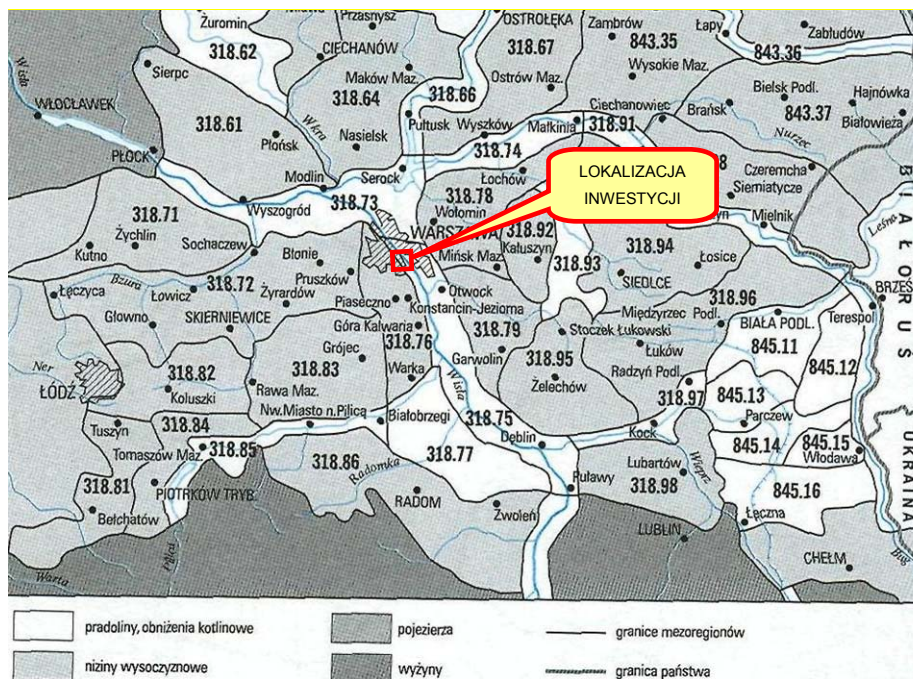 Żuromin
Przasnysz
OSTROŁĘKA
Zambrów
Łapy
Zabłudów
318.62
CIECHANÓW
318.67
843.35
843.36
Wisła
Sierpc
Maków Maz.
Ostrów Maz.
Wysokie Maz.
318.64
318.66
Bielsk Podl.
Hajnówka
WŁOCŁAWEK
318.61
Wkra
Pułtusk
Wyszków
Małkinia
Ciechanowiec
318.91
Brańsk
843.37
Białowieża
Płońsk
Nasielsk
318.74
Nurzec
PŁOCK
Modlin
Serock
Łochów
LOKALIZACJA
INWESTYCJI
8
Czeremcha
Siemiatycze
BIAŁORUŚ
318.73
318.78
Wyszogród
Wołomin
318.71
WARSZAWA
318.92
yn
Mielnik
Leśna
Żychlin
Kutno
Sochaczew
Błonie
Mińsk Maz.
Kałuszyn
318.94
318.93
Łosice
Bzura
318.72
Pruszków
SIEDLCE
Łęczyca
Łowicz
Żyrardów
Piaseczno
Otwock
Konstancin-Jeziorna
318.96
BRZEŚĆ
Głowno
SKIERNIEWICE
Góra Kalwaria
318.79
Stoczek Łukowski
Międzyrzec
Podl.
BIAŁA PODL.
Terespol
Grójec
318.76
Garwolin
Łuków
845.11
Ner
318.83
Wisła
318.95
Radzyń Podl.
845.12
ŁÓDŹ
318.82
Koluszki
Rawa Maz.
Warka
Żelechów
845.13
Nw.Miasto n.Pilicą
Białobrzegi
318.97
Parczew
Tuszyn
318.84
318.75
Dęblin
Kock
845.14
845.15
Włodawa
UKRAINA
Tomaszów Maz.
318.85
318.77
318.86
Radomka
Lubartów
Wieprz
318.81
PIOTRKÓW TRYB.
RADOM
Puławy
318.98
845.16
Bełchatów
Zwoleń
Łęczna
Pilica
LUBLIN
CHEŁM
Bug
Warta
pradoliny, obniżenia kotlinowe
pojezierza
granice mezoregionów
niziny wysoczyznowe
wyżyny
granica państwa